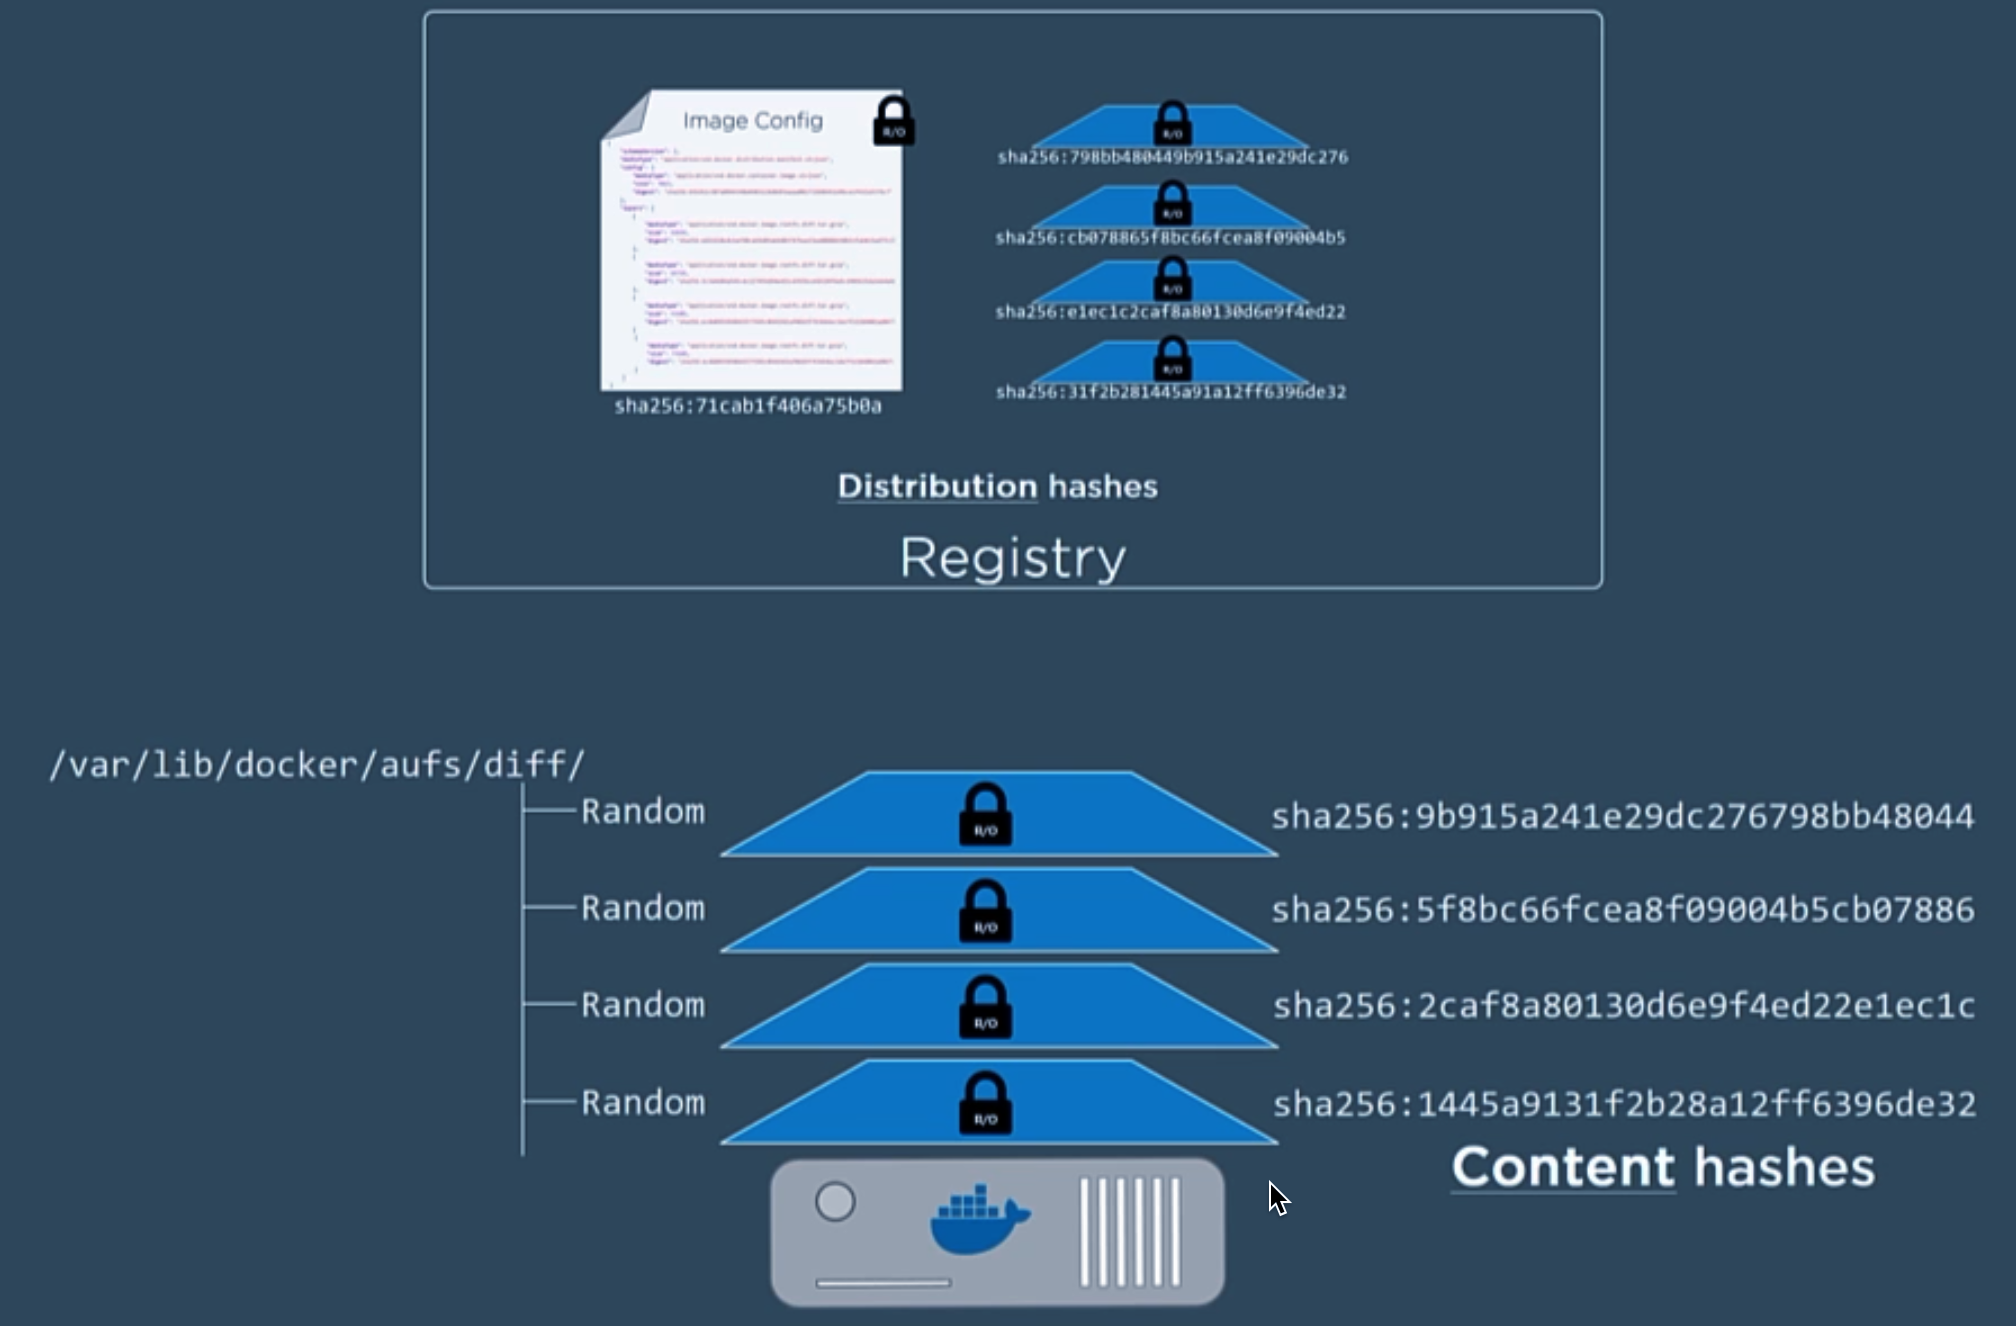 Image Config
R/O
R/O
sha256:798bb480449b915a241e29dc276
R/O
sha256:cb078865f8bc66fcea8f09004b5
R/O
sha256:e1ec1c2caf8a80130d6e9f4ed22
R/O
sha256:31f2b281445a91a12ff6396de32
sha256:71cab1f406a75b0a
Distribution hashes
Registry
/var/lib/docker/aufs/diff/
Random
R/O
sha256:9b915a241e29dc276798bb48044
Random
R/O
sha256:5f8bc66fcea8f09004b5cb07886
Random
R/O
sha256:2caf8a80130d6e9f4ed22e1ec1c
Random
R/O
sha256:1445a9131f2b28a12ff6396de32
Content hashes